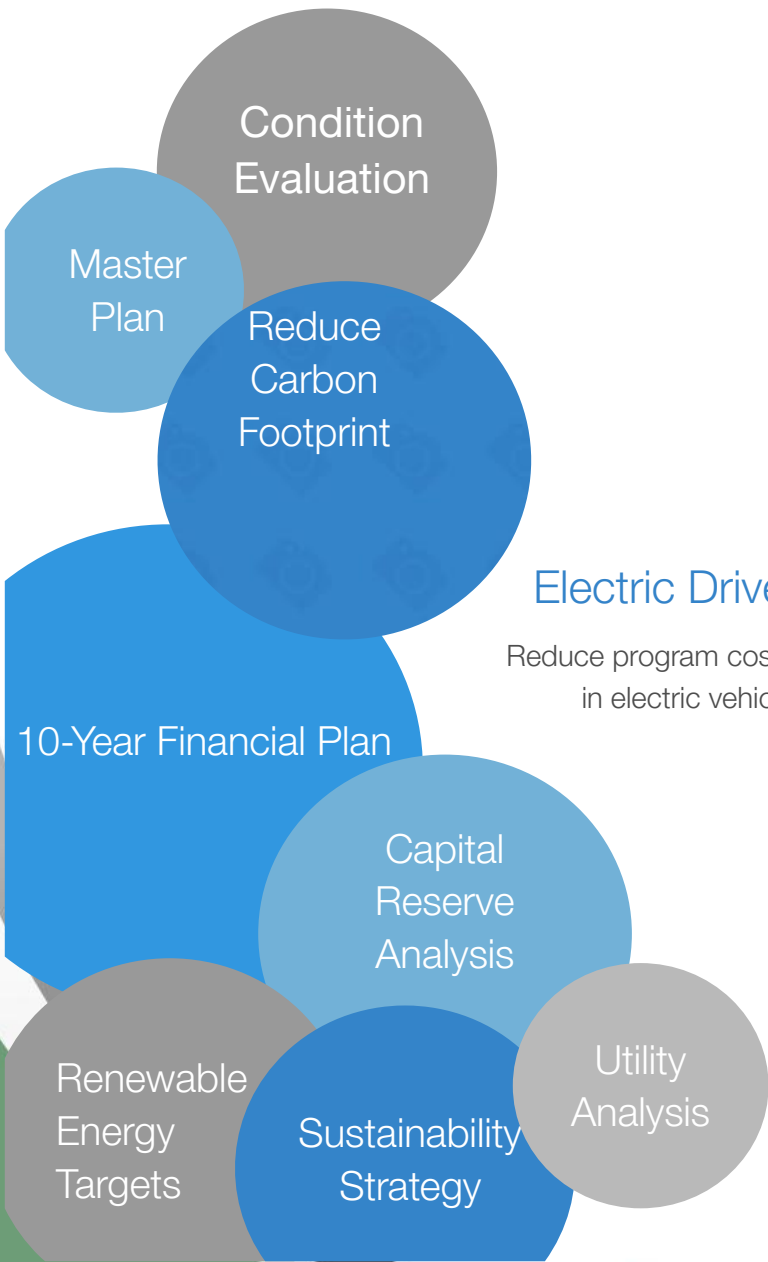 Condition
Evaluation
Master
Plan
Reduce
Carbon
Footprint
Electric Drive
Reduce program cos
in electric vehic
10-Year Financial Plan
Capital
Reserve
Analysis
Renewable
Energy
Targets
Sustainability
Strategy
Utility
Analysis